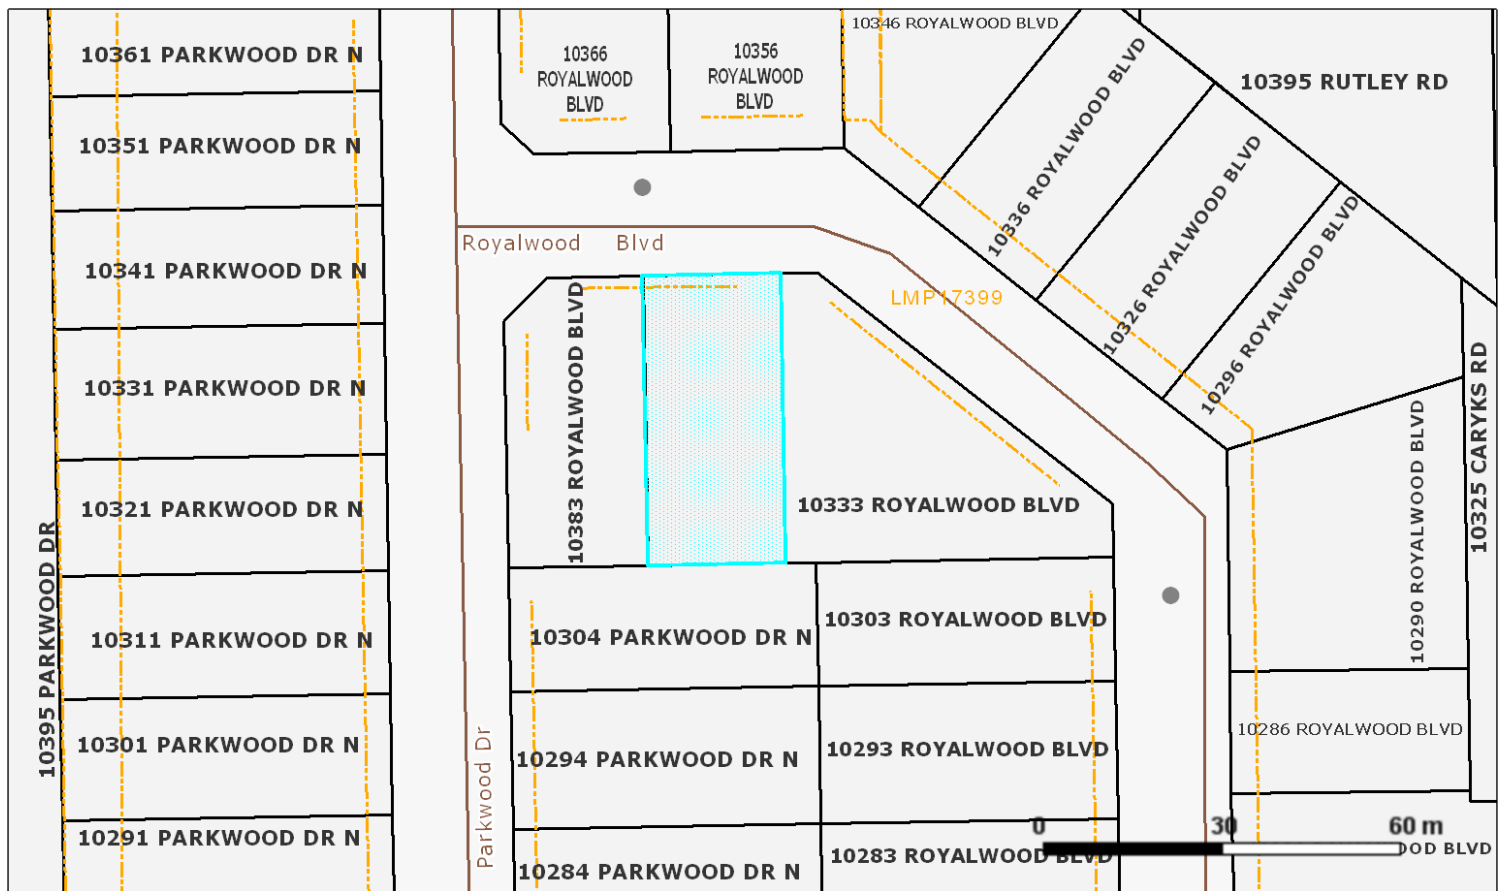 10361 PARKWOOD DR N
10351 PARKWOOD DR N
10341 PARKWOOD DR N
10331 PARKWOOD DR N
10321 PARKWOOD DR N
10311 PARKWOOD DR N
10301 PARKWOOD DR N
10291 PARKWOOD DR N
10395 PARKWOOD DR
10366
ROYALWOOD
BLVD
10356
ROYALWOOD
BLVD
10346 ROYALWOOD BLVD
10336 ROYALWOOD BLVD
10326 ROYALWOOD BLVD
10296 ROYALWOOD BLVD
10395 RUTLEY RD
Royalwood Blvd
LMP17399
10383 ROYALWOOD BLVD
10333 ROYALWOOD BLVD
10325 CARYKS RD
10290 ROYALWOOD BLVD
10304 PARKWOOD DR N
10303 ROYALWOOD BLVD
10294 PARKWOOD DR N
10293 ROYALWOOD BLVD
10286 ROYALWOOD BLVD
Parkwood Dr
10284 PARKWOOD DR N
10283 ROYALWOOD BLVD
0 30 60 m
BLVD